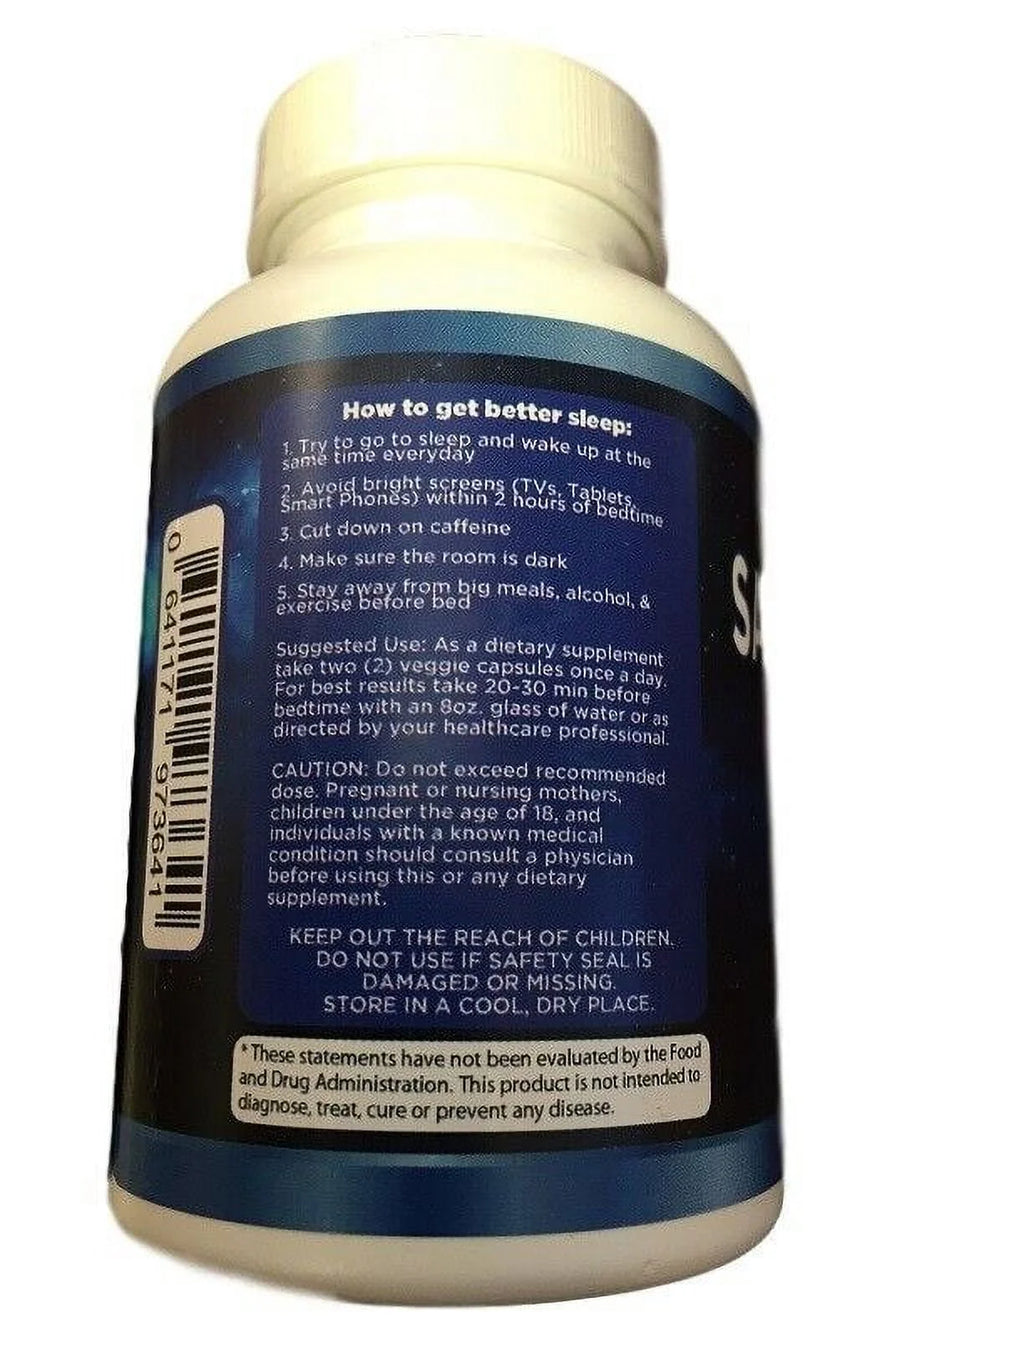 How to get better sleep:
1. Try to go to sleep and wake up at the
same time everyday
2. Avoid bright screens (TVs, Tablets,
Smart Phones) within 2 hours of bedtime
3. Cut down on caffeine
4. Make sure the room is dark
5. Stay away from big meals, alcohol, &
exercise before bed
Suggested Use: As a dietary supplement
take two (2) veggie capsules once a day.
For best results take 20-30 min before
bedtime with an 8oz. glass of water or as
directed by your healthcare professional.
CAUTION: Do not exceed recommended
dose. Pregnant or nursing mothers,
children under the age of 18, and
individuals with a known medical
condition should consult a physician
before using this or any dietary
supplement.
KEEP OUT THE REACH OF CHILDREN.
DO NOT USE IF SAFETY SEAL IS
DAMAGED OR MISSING.
STORE IN A COOL, DRY PLACE.
* These statements have not been evaluated by the Food
and Drug Administration. This product is not intended to
diagnose, treat, cure or prevent any disease.
0 641171 973641